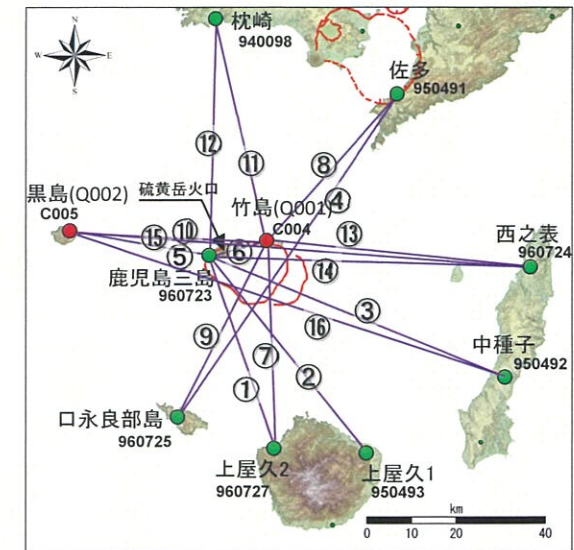 枕崎
940098
N
W
E
S
佐多
950491
⑫
⑪
⑧
④
硫黄岳火口
黒島(Q002)
C005
竹島(Q001)
C004
⑮
⑩
⑤
⑥
⑬
⑭
西之表
960724
鹿児島三島
960723
⑯
③
⑨
⑦
中種子
950492
①
②
口永良部島
960725
上屋久2
960727
上屋久1
950493
km
0 10 20 40